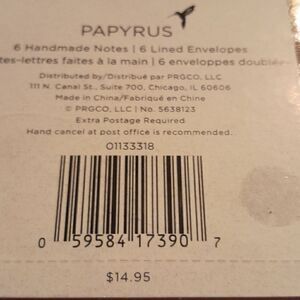 PAPYRUS
6 Handmade Notes | 6 Lined Envelopes
tes-lettres faites à la main | 6 enveloppes doublé
Distributed by/Distribué par PRGCO, LLC
111 N. Canal St., Suite 700, Chicago, IL 60606
Made in China/Fabriqué en Chine
© PRGCO, LLC | No. 5638123
Extra Postage Required
Hand cancel at post office is recommended.
01133318
0 59584 17390 7
$14.95